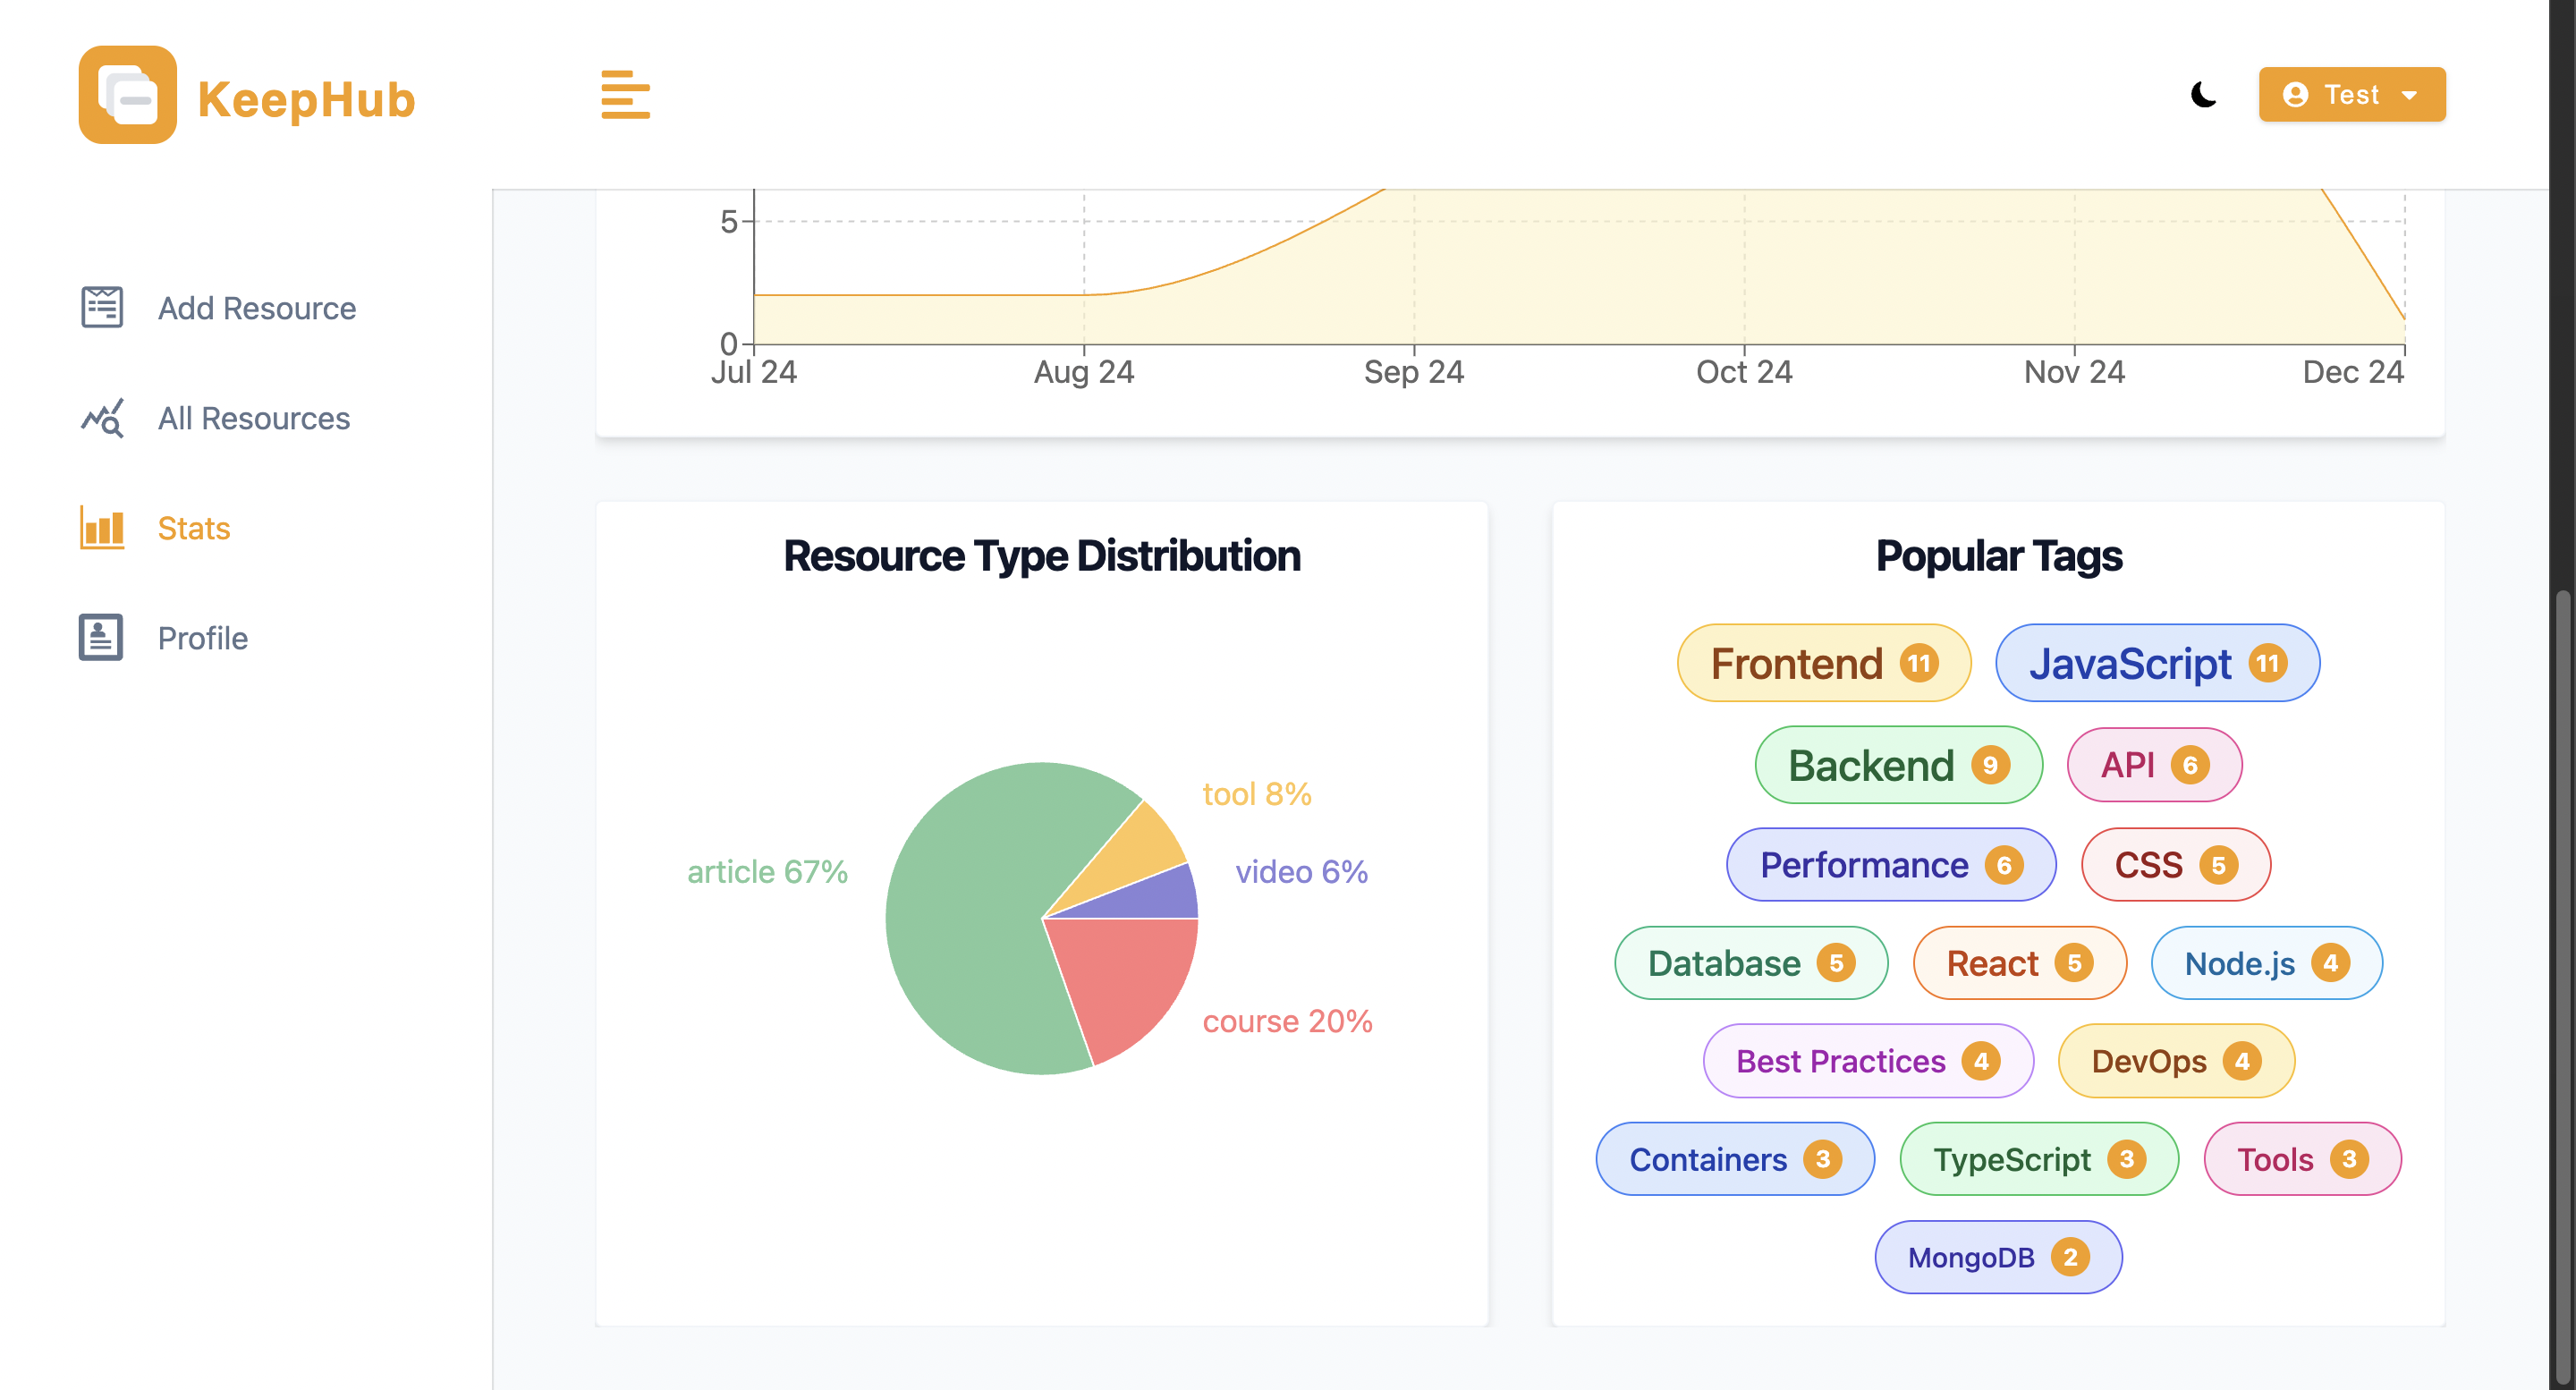 KeepHub
Test
Add Resource
All Resources
Stats
Profile
5
0
Jul 24 Aug 24 Sep 24 Oct 24 Nov 24 Dec 24
Resource Type Distribution
tool 8%
article 67%
video 6%
course 20%
Popular Tags
Frontend 11 JavaScript 11
Backend 9 API 6
Performance 6 CSS 5
Database 5 React 5 Node.js 4
Best Practices 4 DevOps 4
Containers 3 TypeScript 3 Tools 3
MongoDB 2